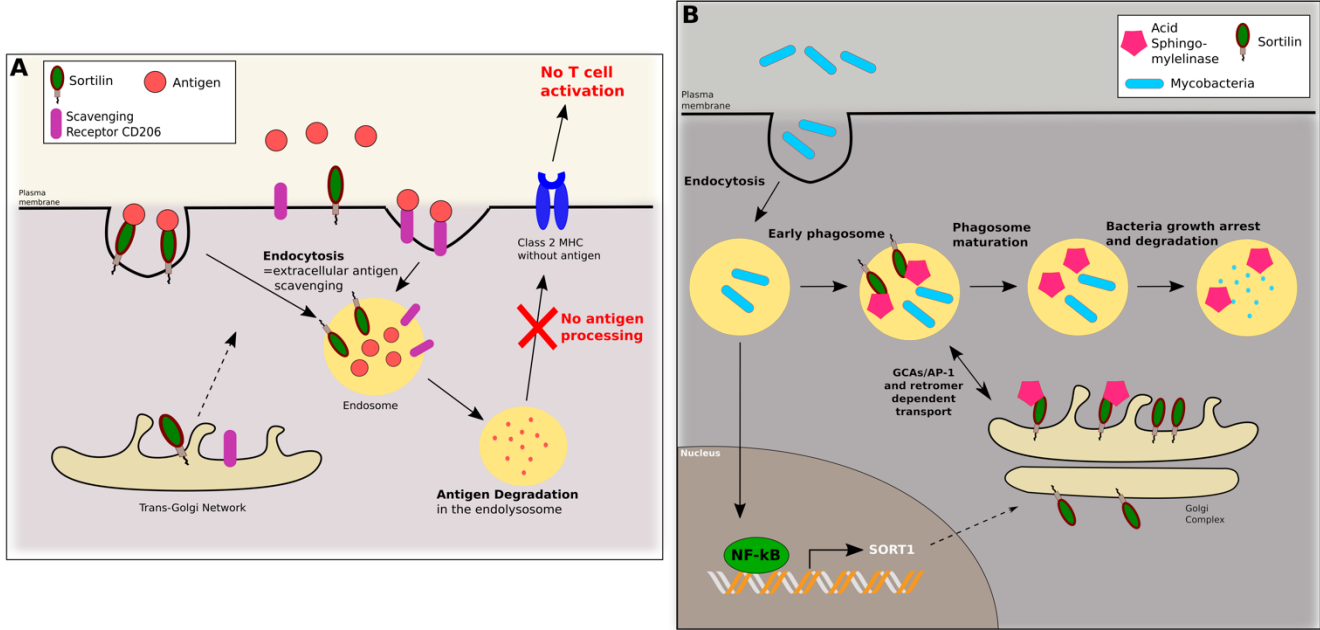 A
Sortilin
Antigen
Scavenging
Receptor CD206
No T cell
activation
Plasma
membrane
Class 2 MHC
without antigen
Endocytosis
=extracellular antigen
scavenging
No antigen
processing
Endosome
Antigen Degradation
in the endolysosome
Trans-Golgi Network
B
Acid
Sphingo-
myelinase
Sortilin
Mycobacteria
Plasma
membrane
Endocytosis
Early phagosome
Phagosome
maturation
Bacteria growth arrest
and degradation
GCAs/AP-1
and retromer
dependent
transport
Nucleus
Golgi
Complex
NF-kB
SORT1